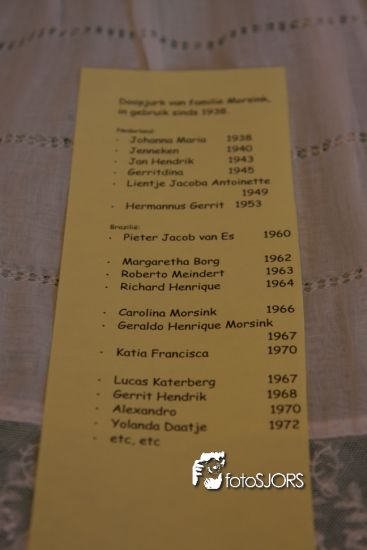 Doopjurk van familie Morsink,
in gebruik sinds 1938.
Nederland:
· Johanna Maria 1938
· Jenneken 1940
· Jan Hendrik 1943
· Gerritdina 1945
· Lientje Jacoba Antoinette
1949
· Hermannus Gerrit 1953
Brazilië:
· Pieter Jacob van Es 1960
· Margaretha Borg 1962
· Roberto Meindert 1963
· Richard Henrique 1964
· Carolina Morsink 1966
· Geraldo Henrique Morsink
1967
· Katia Francisca 1970
· Lucas Katerberg 1967
· Gerrit Hendrik 1968
· Alexandro 1970
· Yolanda Daatje 1972
· etc, etc
fotoSJORS